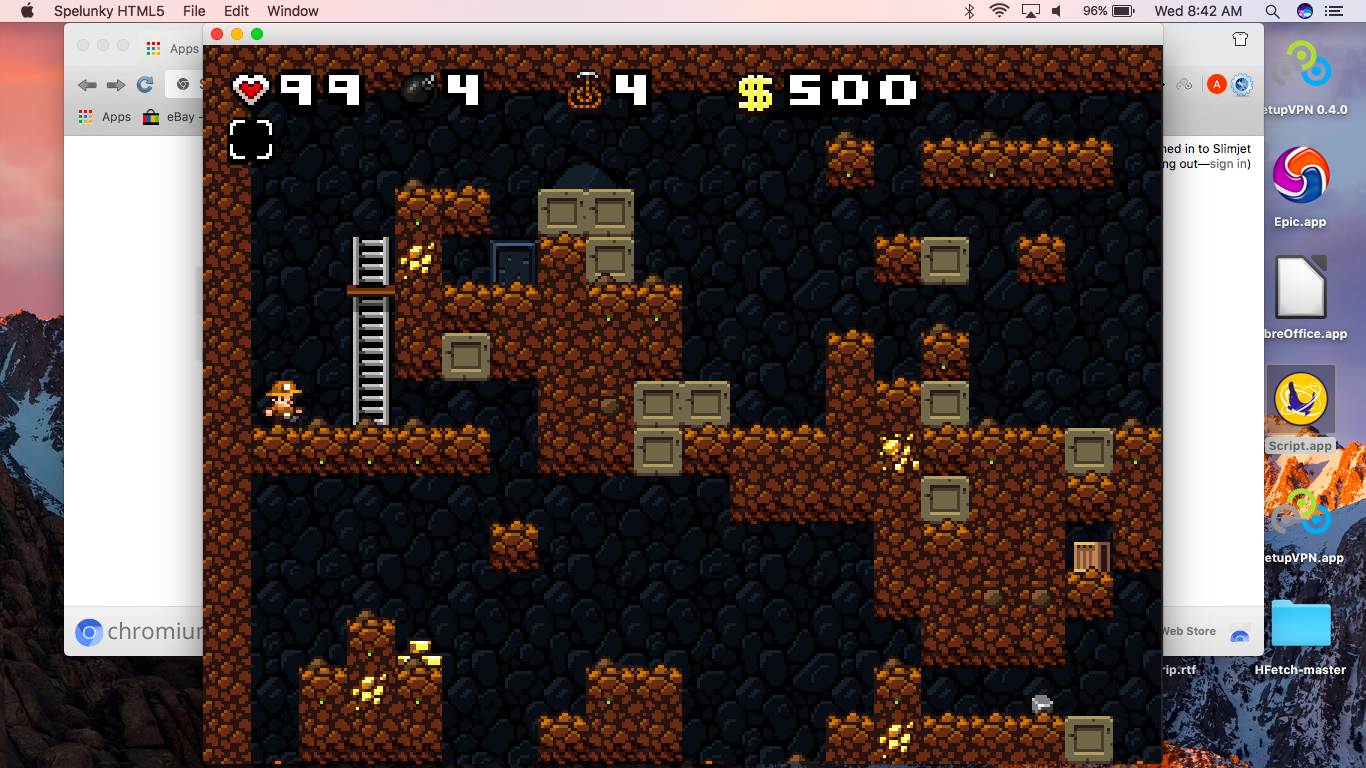 Spelunky HTML5 File Edit Window 96% Wed 8:42 AM
Apps
A
Apps eBay -
99 4 4 $500
ned in to Slimjet
ng out—sign in)
etupVPN 0.4.0
Epic.app
breOffice.app
Script.app
etupVPN.app
chromiu
Web Store
rip.rtf
HFetch-master